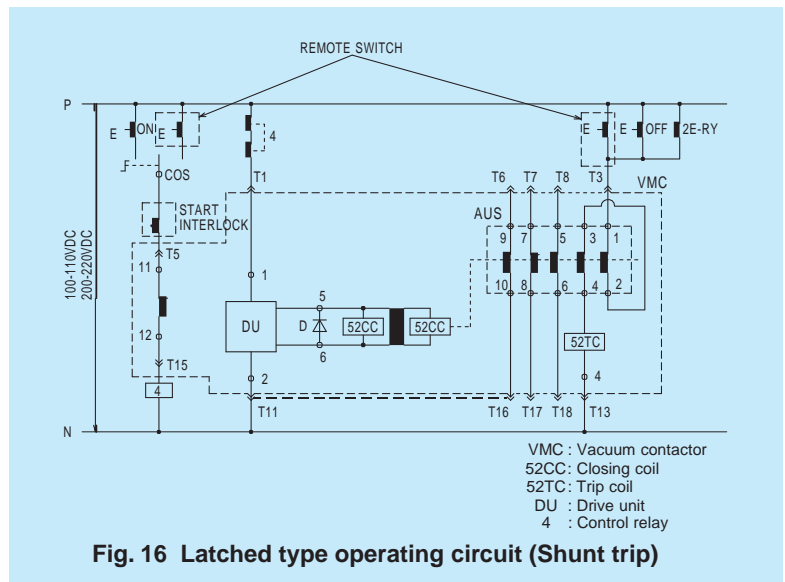 REMOTE SWITCH
P
E ON E
4
E E OFF 2E-RY
COS
T1
T6 T7 T8 T3 VMC
START
INTERLOCK
AUS
T5
9 7 5 3 1
11
1
100-110VDC
200-220VDC
10 8 6 4 2
5
DU D 52CC 52CC
12
6
52TC
T15
2
4
4
T11 T16 T17 T18 T13
N
VMC : Vacuum contactor
52CC : Closing coil
52TC : Trip coil
DU : Drive unit
4 : Control relay
Fig. 16 Latched type operating circuit (Shunt trip)